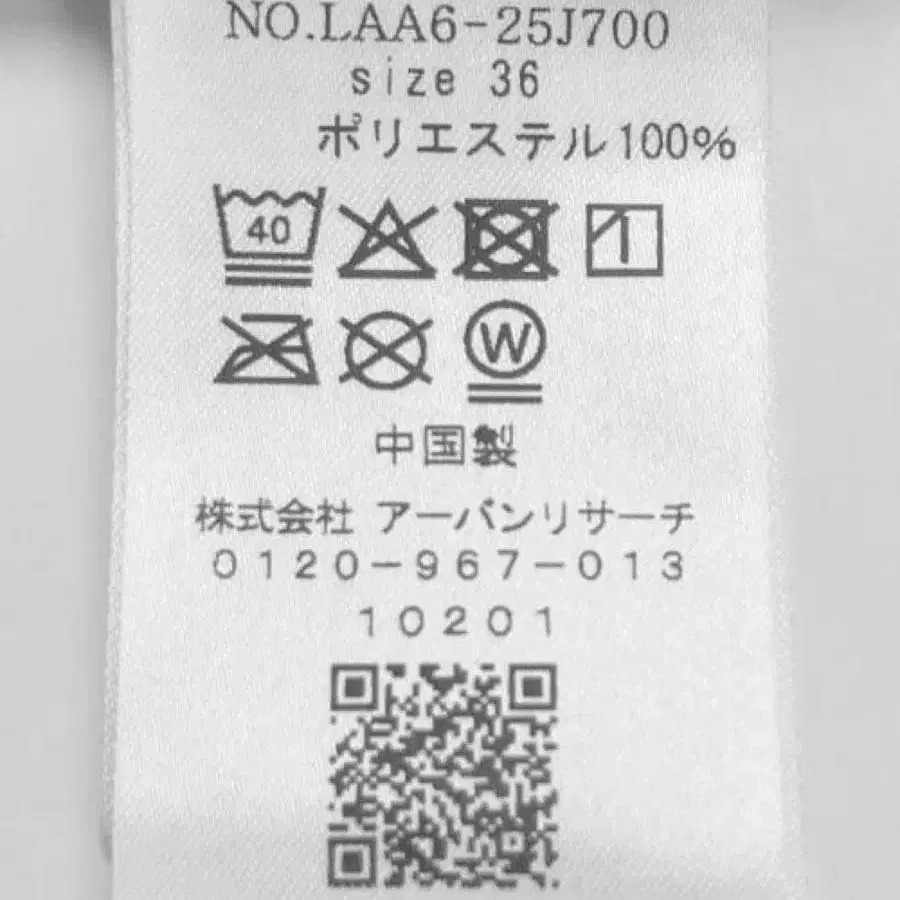 NO.LAA6-25J700
size 36
ポリエステル100%
40
W
中国製
株式会社 アーバンリサーチ
0120-967-013
10201